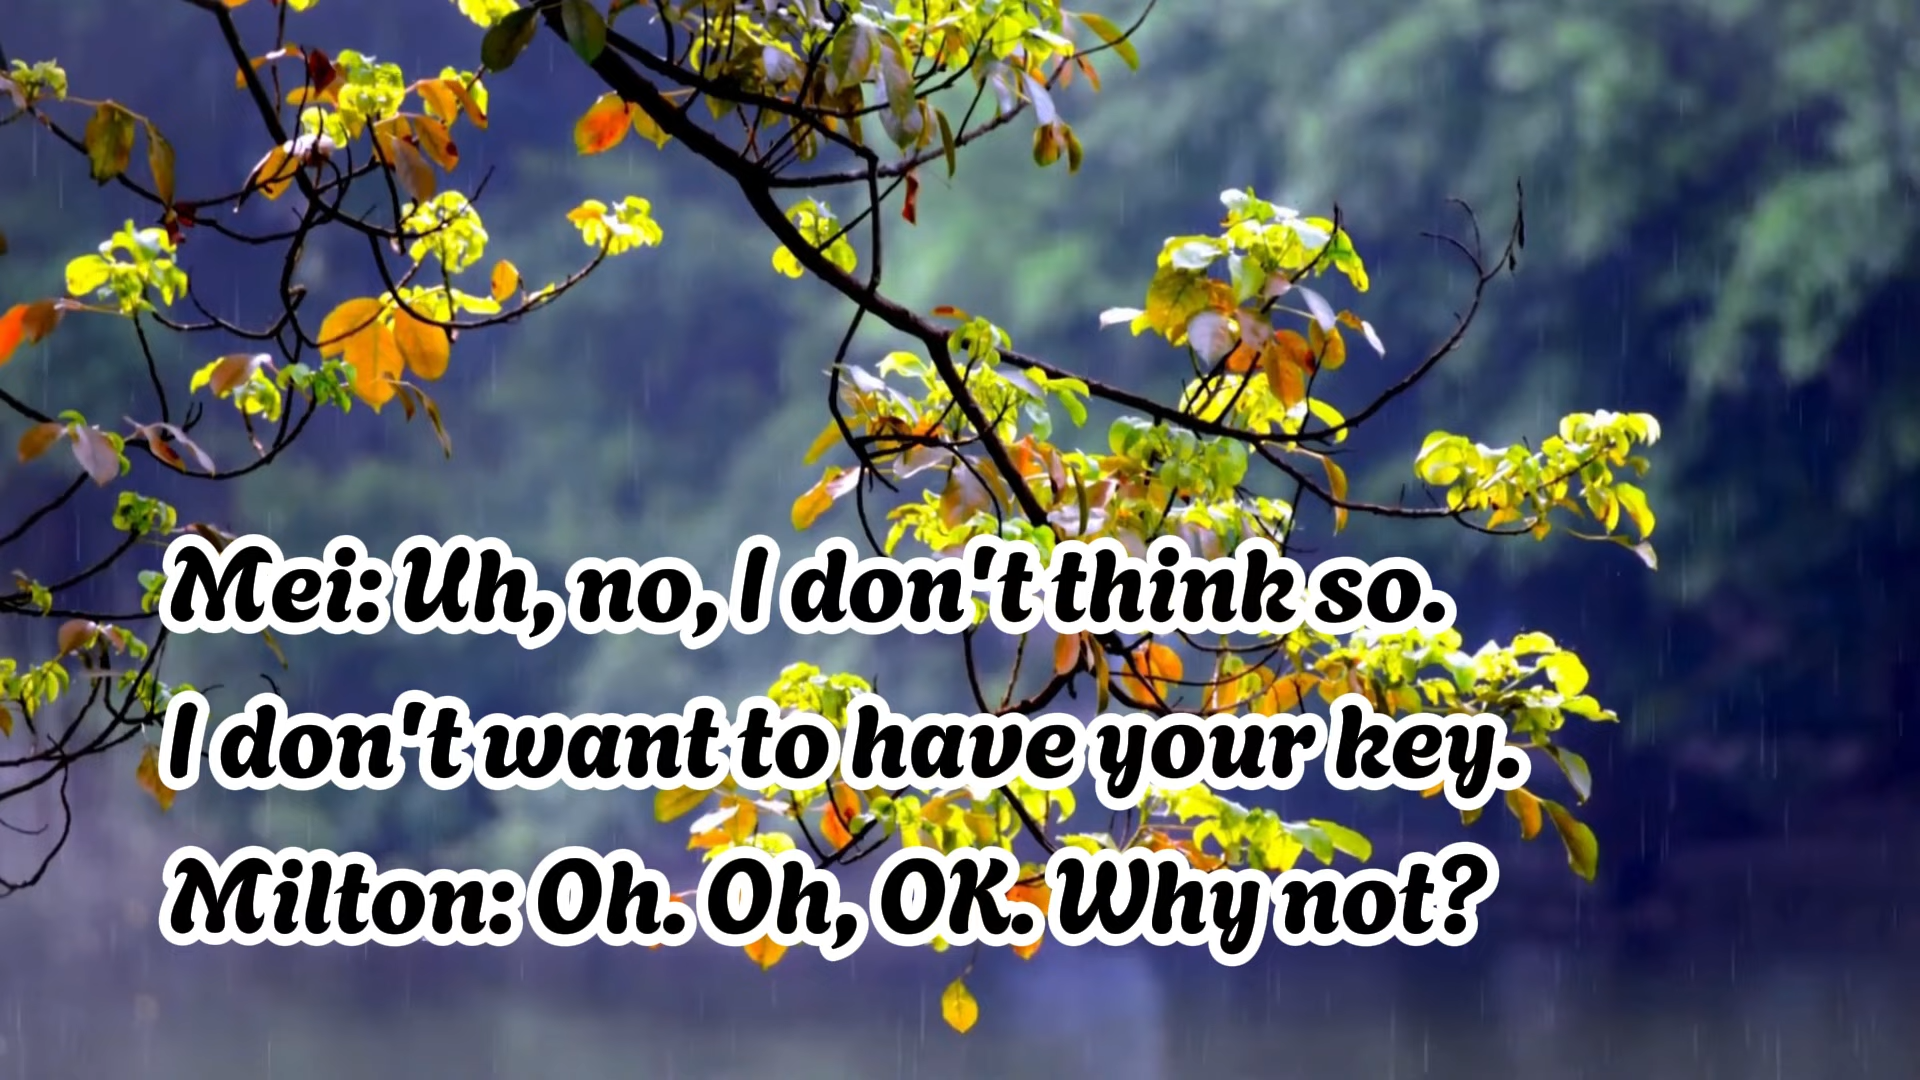 Mei: Uh, no, I don't think so.
I don't want to have your key.
Milton: Oh. Oh, OK. Why not?